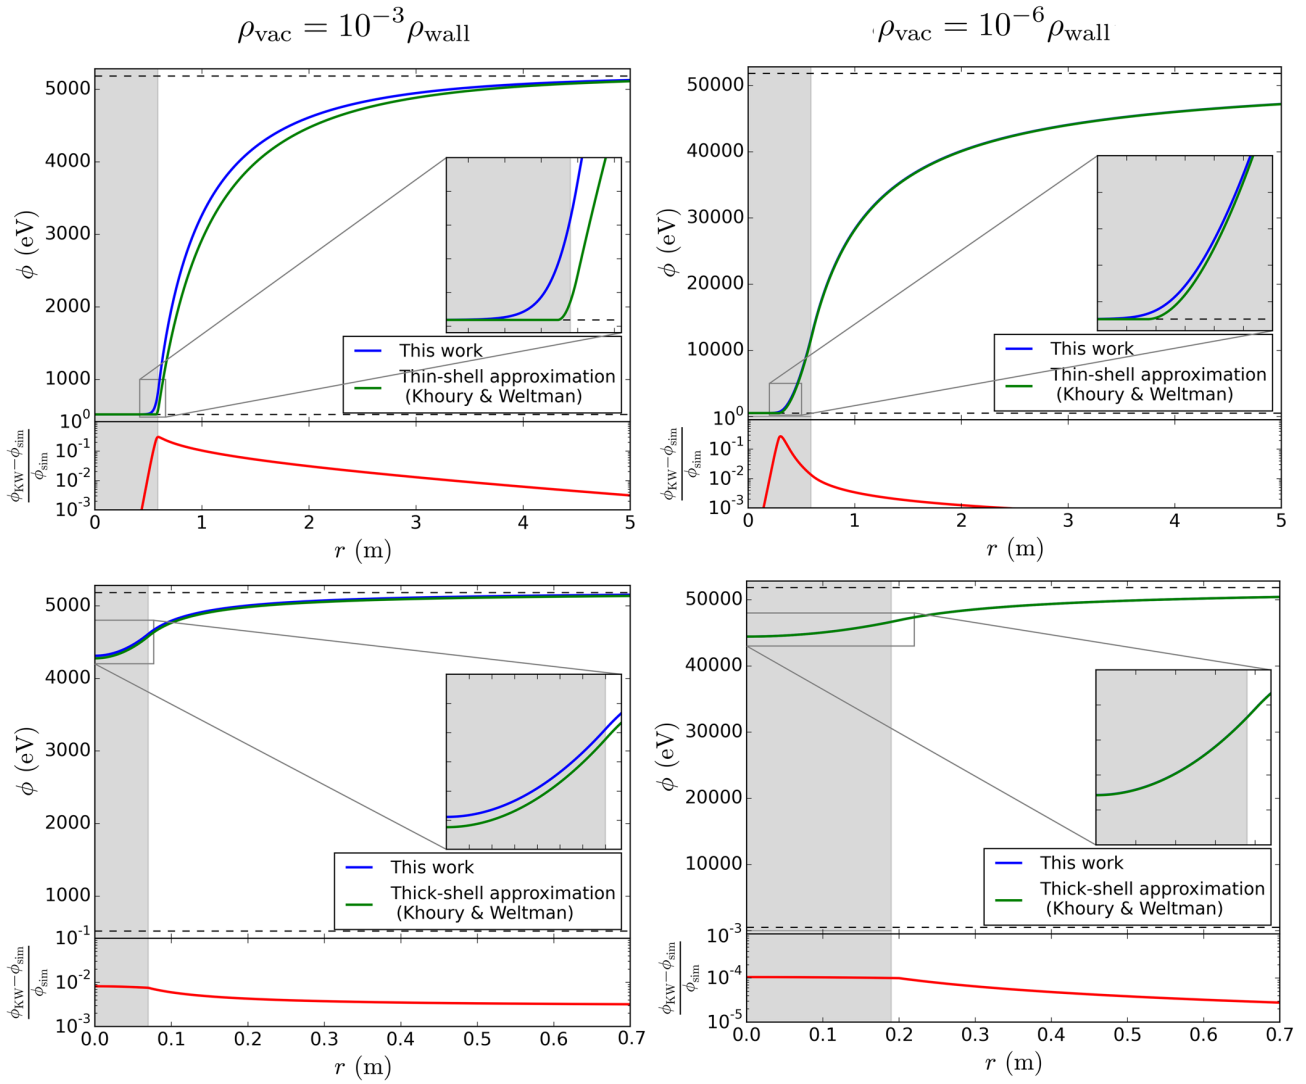 ρvac = 10⁻³ρwall
ρvac = 10⁻⁶ρwall
5000
4000
3000
2000
1000
0
ϕ (eV)
This work
Thin-shell approximation
(Khoury & Weltman)
10⁰
10⁻¹
10⁻²
10⁻³
(ϕKW−ϕsim)/ϕsim
0 1 2 3 4 5
r (m)
50000
40000
30000
20000
10000
0
ϕ (eV)
This work
Thin-shell approximation
(Khoury & Weltman)
10⁰
10⁻¹
10⁻²
10⁻³
(ϕKW−ϕsim)/ϕsim
0 1 2 3 4 5
r (m)
5000
4000
3000
2000
1000
ϕ (eV)
This work
Thick-shell approximation
(Khoury & Weltman)
10⁻¹
10⁻²
10⁻³
(ϕKW−ϕsim)/ϕsim
0.0 0.1 0.2 0.3 0.4 0.5 0.6 0.7
r (m)
50000
40000
30000
20000
10000
ϕ (eV)
This work
Thick-shell approximation
(Khoury & Weltman)
10⁻³
10⁻⁴
10⁻⁵
(ϕKW−ϕsim)/ϕsim
0.0 0.1 0.2 0.3 0.4 0.5 0.6 0.7
r (m)